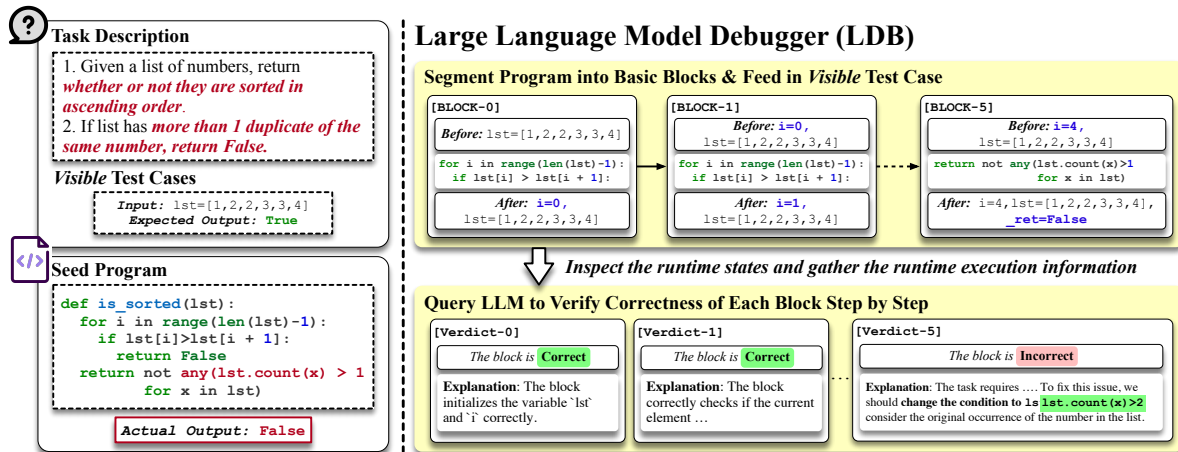 ?
Task Description
1. Given a list of numbers, return
whether or not they are sorted in
ascending order.
2. If list has more than 1 duplicate of the
same number, return False.
Visible Test Cases
Input: lst=[1,2,2,3,3,4]
Expected Output: True
</>
Seed Program
def is_sorted(lst):
for i in range(len(lst)-1):
if lst[i]>lst[i + 1]:
return False
return not any(lst.count(x) > 1
for x in lst)
Actual Output: False
Large Language Model Debugger (LDB)
Segment Program into Basic Blocks & Feed in Visible Test Case
[BLOCK-0]
Before: lst=[1,2,2,3,3,4]
for i in range(len(lst)-1):
if lst[i] > lst[i + 1]:
After: i=0,
lst=[1,2,2,3,3,4]
[BLOCK-1]
Before: i=0,
lst=[1,2,2,3,3,4]
for i in range(len(lst)-1):
if lst[i] > lst[i + 1]:
After: i=1,
lst=[1,2,2,3,3,4]
[BLOCK-5]
Before: i=4,
lst=[1,2,2,3,3,4]
return not any(lst.count(x)>1
for x in lst)
After: i=4,lst=[1,2,2,3,3,4],
_ret=False
Inspect the runtime states and gather the runtime execution information
Query LLM to Verify Correctness of Each Block Step by Step
[Verdict-0]
The block is Correct
Explanation: The block
initializes the variable `lst`
and `i` correctly.
[Verdict-1]
The block is Correct
Explanation: The block
correctly checks if the current
element …
[Verdict-5]
The block is Incorrect
Explanation: The task requires …. To fix this issue, we
should change the condition to ls lst.count(x)>2
consider the original occurrence of the number in the list.